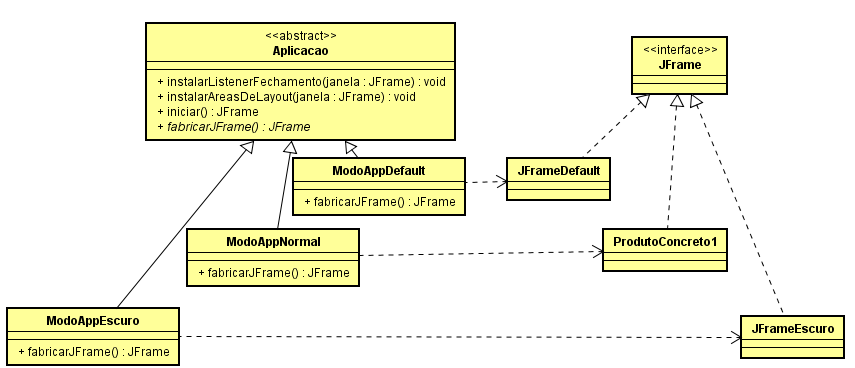 <<abstract>>
Aplicacao
+ instalarListenerFechamento(janela : JFrame) : void
+ instalarAreasDeLayout(janela : JFrame) : void
+ iniciar() : JFrame
+ fabricarJFrame() : JFrame
<<interface>>
JFrame
ModoAppDefault
+ fabricarJFrame() : JFrame
JFrameDefault
ModoAppNormal
+ fabricarJFrame() : JFrame
ProdutoConcreto1
ModoAppEscuro
+ fabricarJFrame() : JFrame
JFrameEscuro